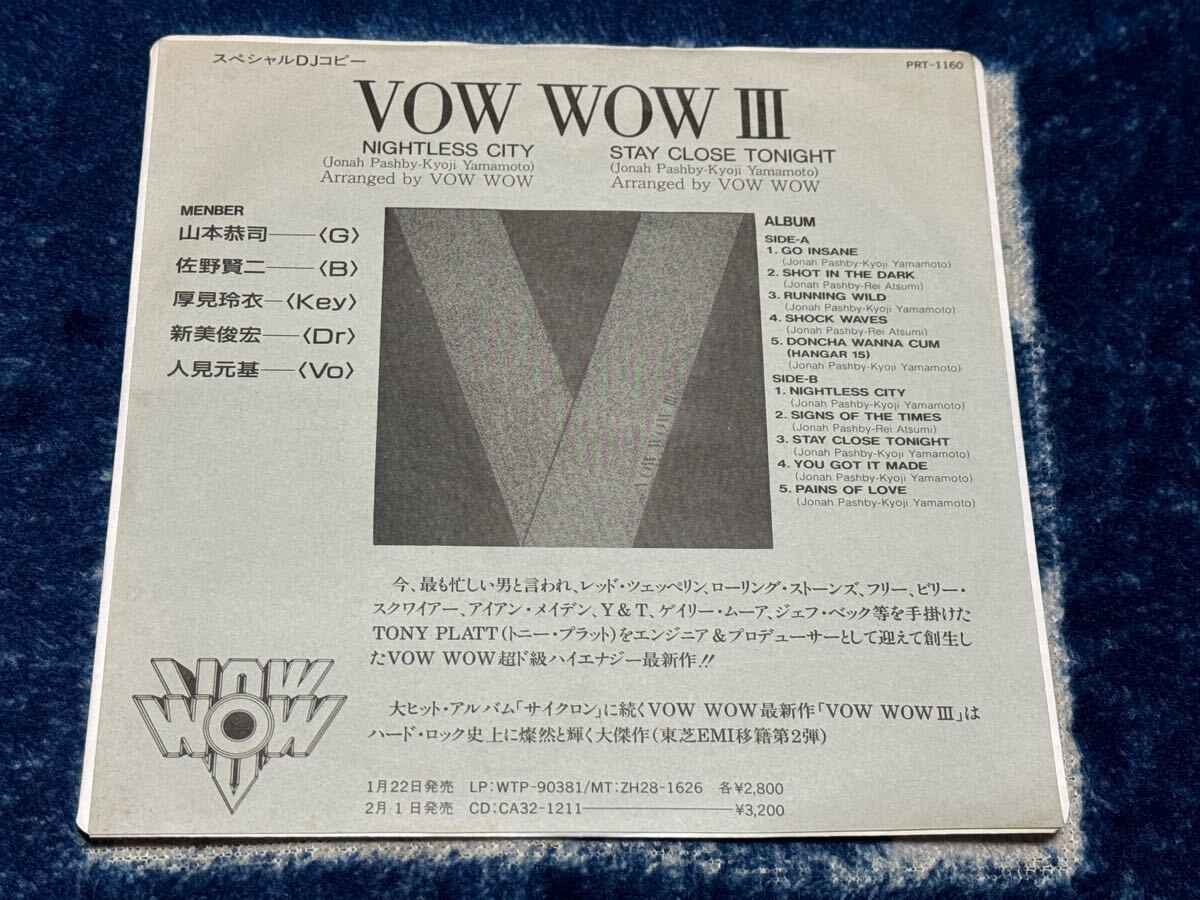 スペシャルDJコピー
PRT-1160
VOW WOW III
NIGHTLESS CITY
(Jonah Pashby-Kyoji Yamamoto)
Arranged by VOW WOW
STAY CLOSE TONIGHT
(Jonah Pashby-Kyoji Yamamoto)
Arranged by VOW WOW
MENBER
山本恭司——〈G〉
佐野賢二——〈B〉
厚見玲衣—〈Key〉
新美俊宏——〈Dr〉
人見元基——〈Vo〉
VOW WOW III
ALBUM
SIDE-A
1. GO INSANE
(Jonah Pashby-Kyoji Yamamoto)
2. SHOT IN THE DARK
(Jonah Pashby-Rei Atsumi)
3. RUNNING WILD
(Jonah Pashby-Kyoji Yamamoto)
4. SHOCK WAVES
(Jonah Pashby-Rei Atsumi)
5. DONCHA WANNA CUM
(HANGAR 15)
(Jonah Pashby-Kyoji Yamamoto)
SIDE-B
1. NIGHTLESS CITY
(Jonah Pashby-Kyoji Yamamoto)
2. SIGNS OF THE TIMES
(Jonah Pashby-Rei Atsumi)
3. STAY CLOSE TONIGHT
(Jonah Pashby-Kyoji Yamamoto)
4. YOU GOT IT MADE
(Jonah Pashby-Kyoji Yamamoto)
5. PAINS OF LOVE
(Jonah Pashby-Kyoji Yamamoto)
今、最も忙しい男と言われ、レッド・ツェッペリン、ローリング・ストーンズ、フリー、ビリー・
スクワイアー、アイアン・メイデン、Y&T、ゲイリー・ムーア、ジェフ・ベック等を手掛けた
TONY PLATT(トニー・プラット)をエンジニア&プロデューサーとして迎えて創生し
たVOW WOW超ド級ハイエナジー最新作!!
大ヒット・アルバム「サイクロン」に続くVOW WOW最新作「VOW WOW III」は
ハード・ロック史上に燦然と輝く大傑作(東芝EMI移籍第2弾)
VOW
WOW
1月22日発売 LP:WTP-90381/MT:ZH28-1626 各¥2,800
2月1日発売 CD:CA32-1211——————¥3,200